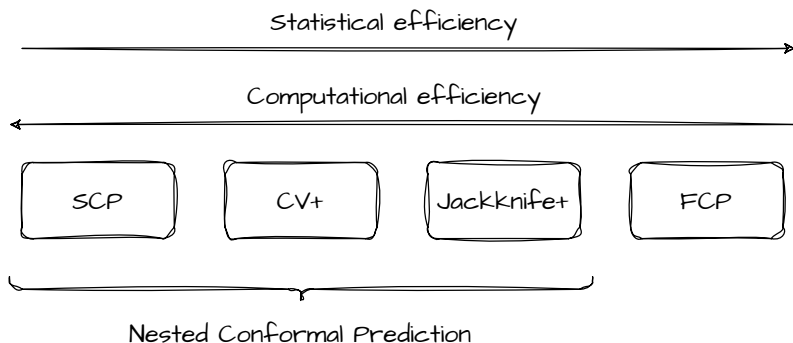 Statistical efficiency
Computational efficiency
SCP
CV+
Jackknife+
FCP
Nested Conformal Prediction